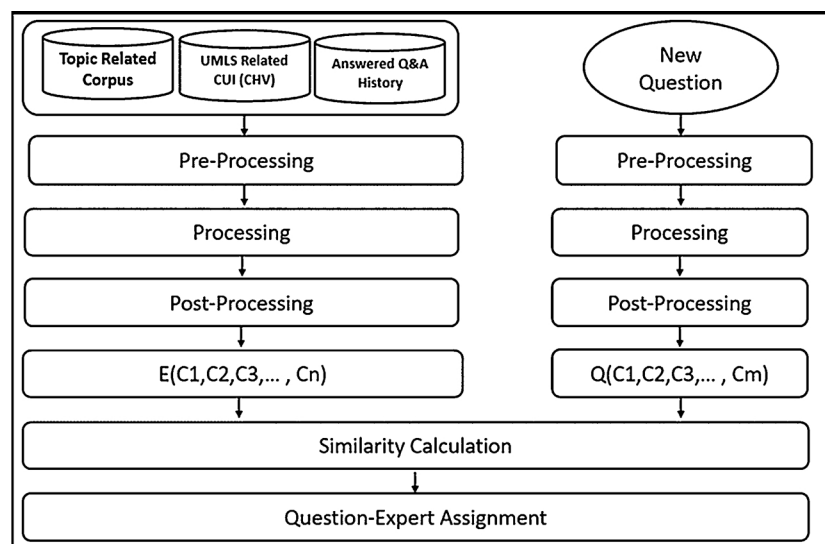 Topic Related
Corpus
UMLS Related
CUI (CHV)
Answered Q&A
History
New
Question
Pre-Processing
Pre-Processing
Processing
Processing
Post-Processing
Post-Processing
E(C1,C2,C3,... , Cn)
Q(C1,C2,C3,... , Cm)
Similarity Calculation
Question-Expert Assignment